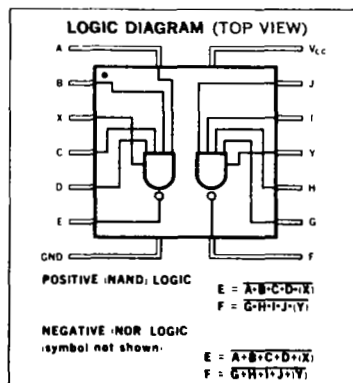 LOGIC DIAGRAM (TOP VIEW)
A VCC
B J
X I
C Y
D H
E G
GND F
POSITIVE (NAND) LOGIC
E = A•B•C•D•(X)
F = G•H•I•J•(Y)
NEGATIVE (NOR LOGIC
(symbol not shown)
E = A+B+C+D+(X)
F = G+H+I+J+(Y)